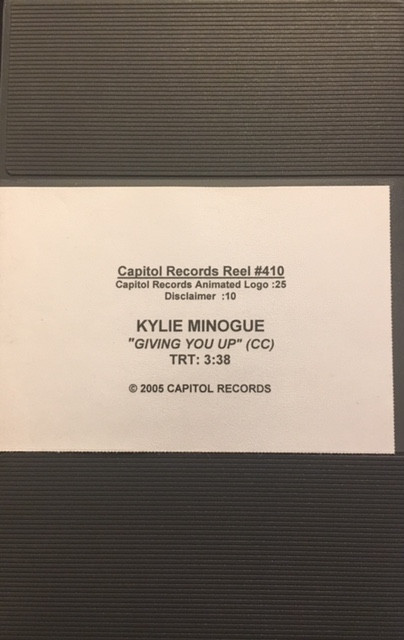 Capitol Records Reel #410
Capitol Records Animated Logo :25
Disclaimer :10
KYLIE MINOGUE
"GIVING YOU UP" (CC)
TRT: 3:38
© 2005 CAPITOL RECORDS